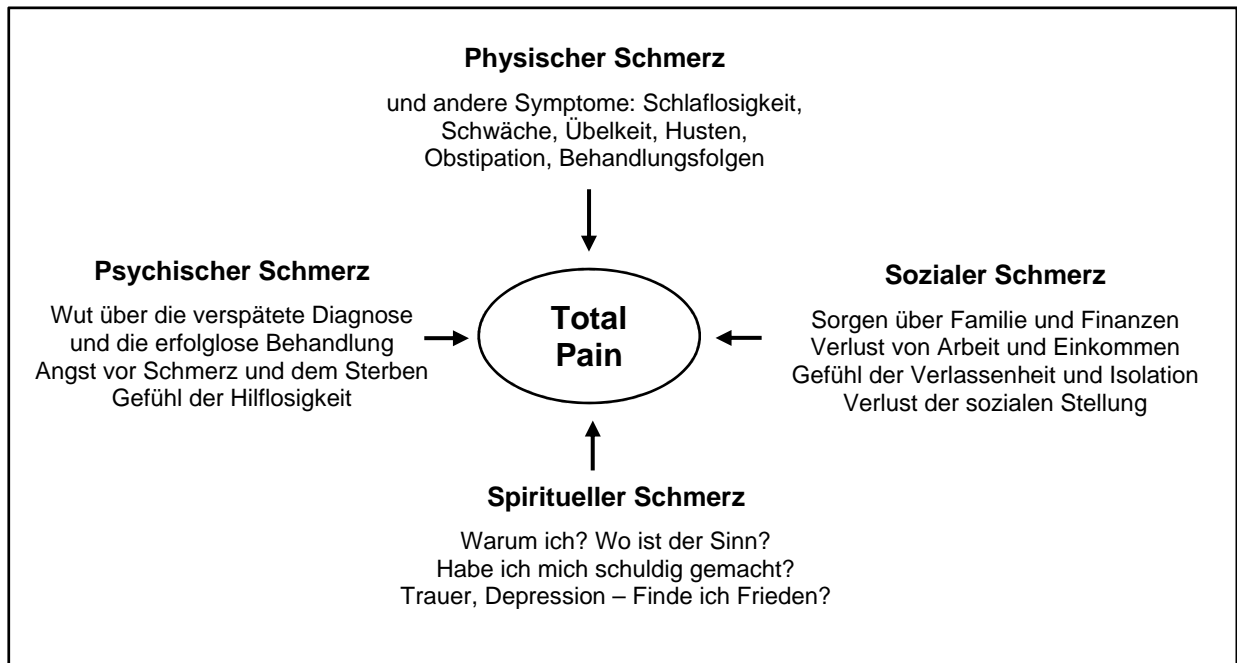 Physischer Schmerz
und andere Symptome: Schlaflosigkeit,
Schwäche, Übelkeit, Husten,
Obstipation, Behandlungsfolgen
Psychischer Schmerz
Wut über die verspätete Diagnose
und die erfolglose Behandlung
Angst vor Schmerz und dem Sterben
Gefühl der Hilflosigkeit
Total
Pain
Sozialer Schmerz
Sorgen über Familie und Finanzen
Verlust von Arbeit und Einkommen
Gefühl der Verlassenheit und Isolation
Verlust der sozialen Stellung
Spiritueller Schmerz
Warum ich? Wo ist der Sinn?
Habe ich mich schuldig gemacht?
Trauer, Depression – Finde ich Frieden?